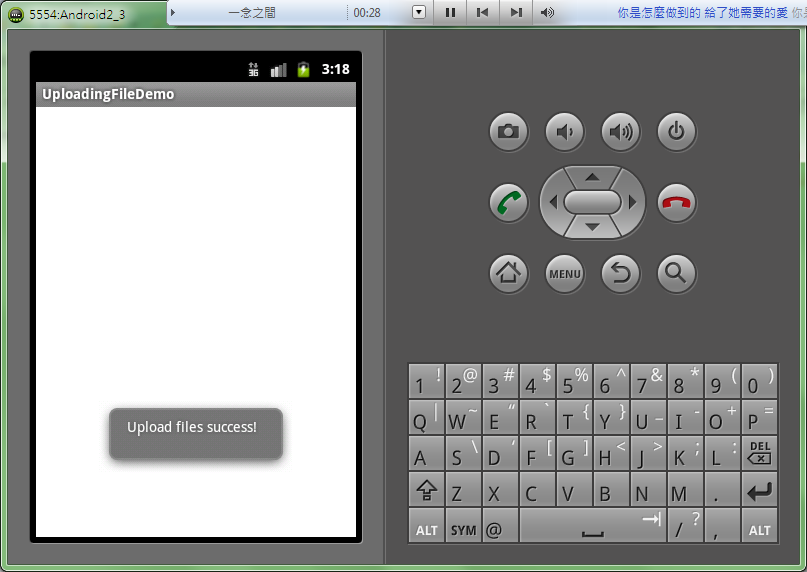 5554:Android2_3
一念之間 00:28 你是怎麼做到的 給了她需要的愛 你是
3G 3:18
UploadingFileDemo
Upload files success!
MENU
1 ! 2 @ 3 # 4 $ 5 % 6 ^ 7 & 8 * 9 ( 0 )
Q | W ~ E “ R ` T { Y } U _ I - O + P =
A S \ D ‘ F [ G ] H < J > K ; L : DEL
Z X C V B N M .
ALT SYM @ / ? , ALT